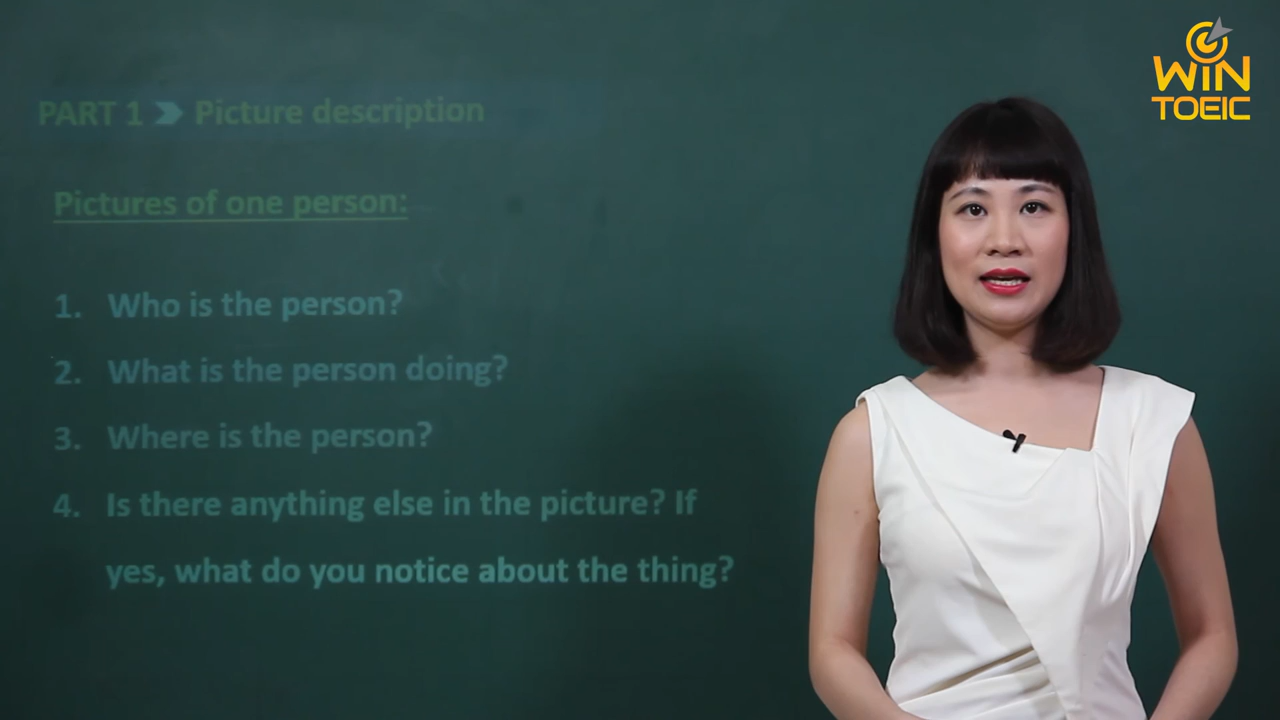 WIN
TOEIC
PART 1 Picture description
Pictures of one person:
1. Who is the person?
2. What is the person doing?
3. Where is the person?
4. Is there anything else in the picture? If
yes, what do you notice about the thing?